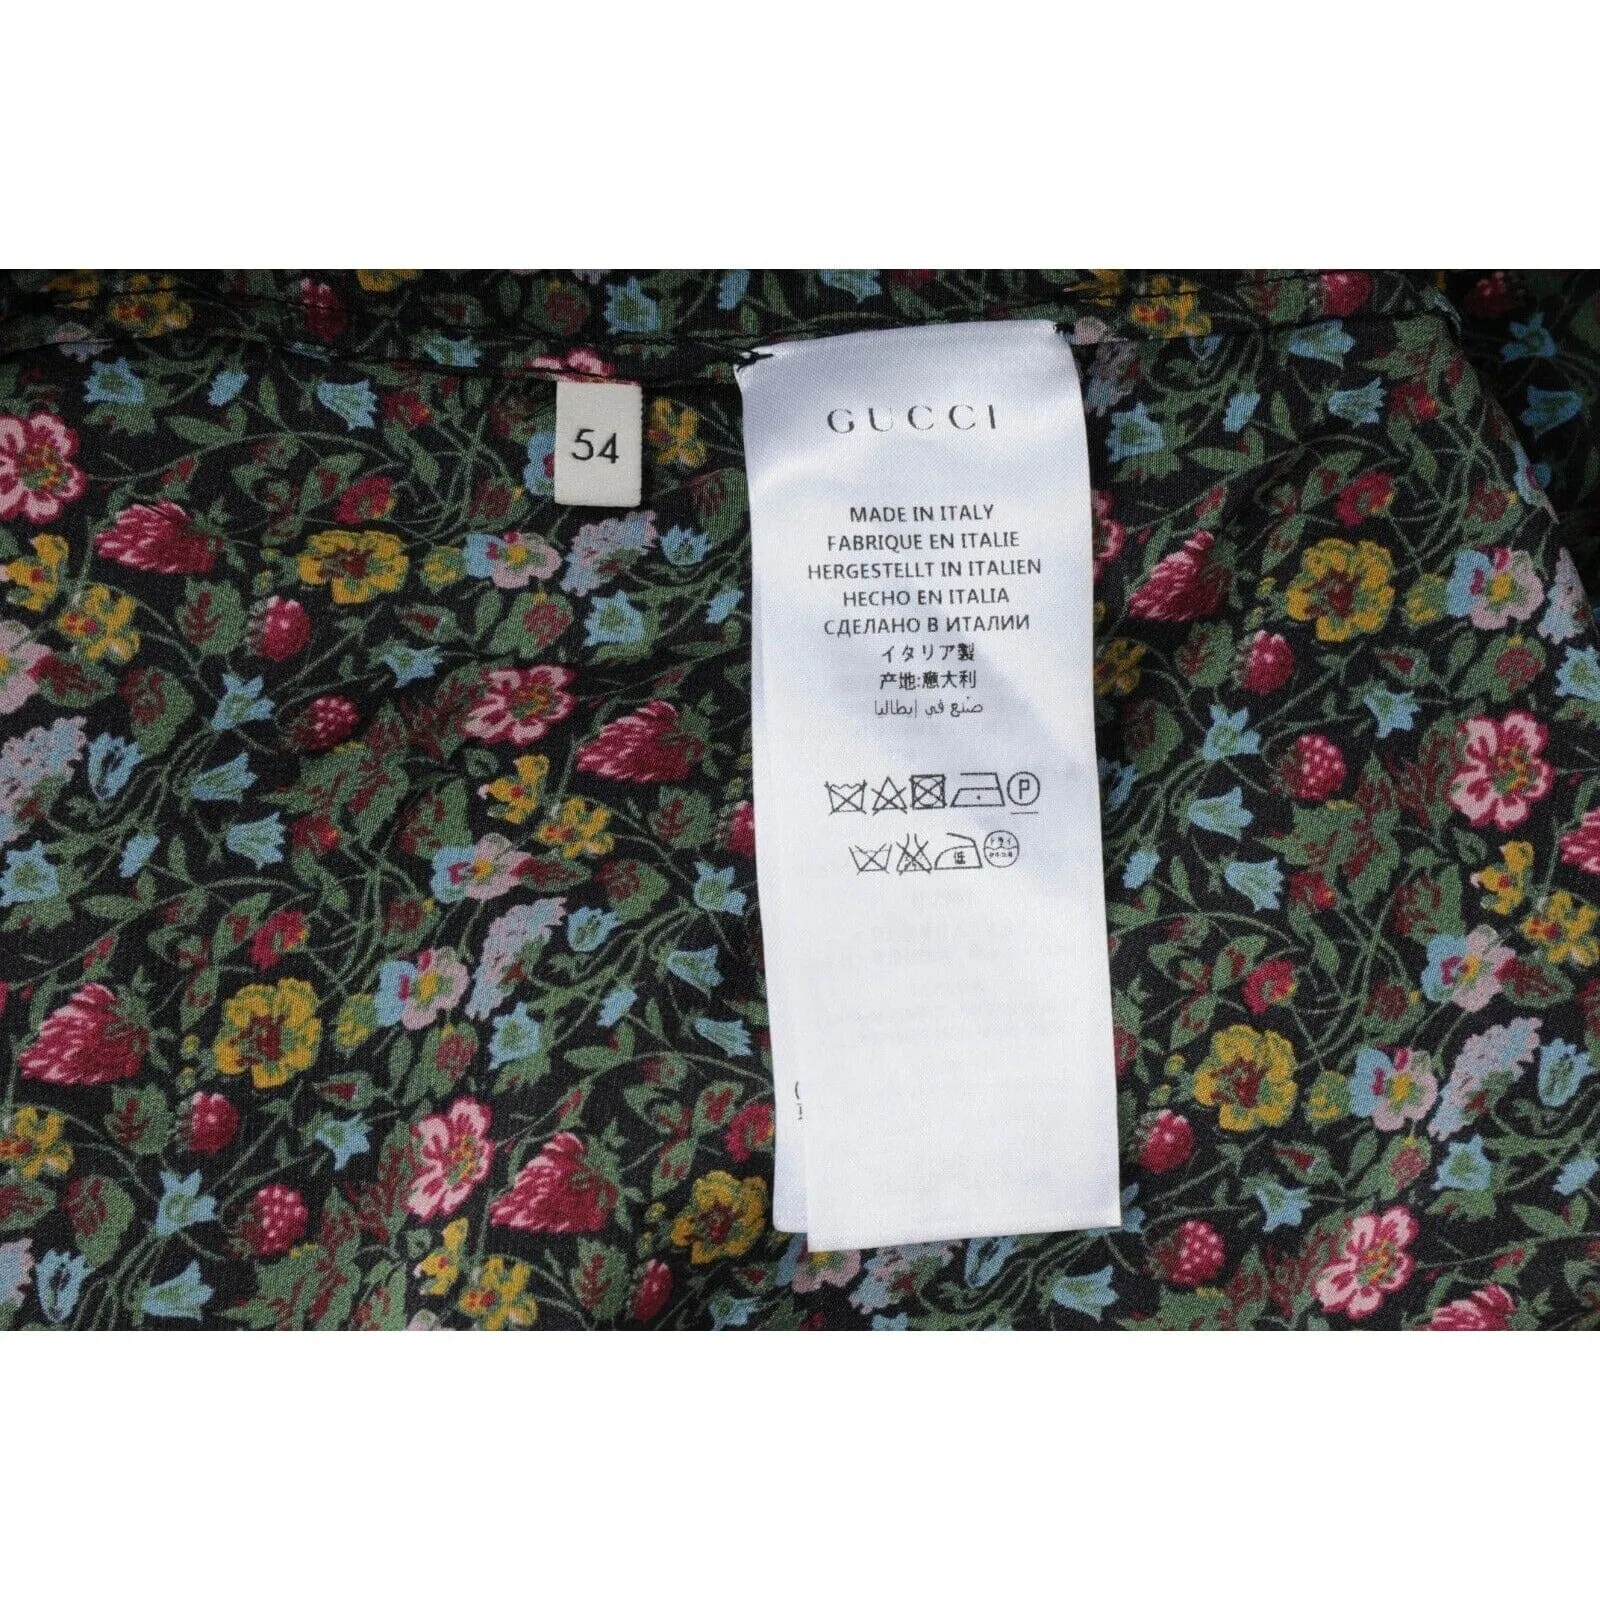 54
GUCCI
MADE IN ITALY
FABRIQUE EN ITALIE
HERGESTELLT IN ITALIEN
HECHO EN ITALIA
СДЕЛАНО В ИТАЛИИ
イタリア製
产地:意大利
صنع في إيطاليا
P
低